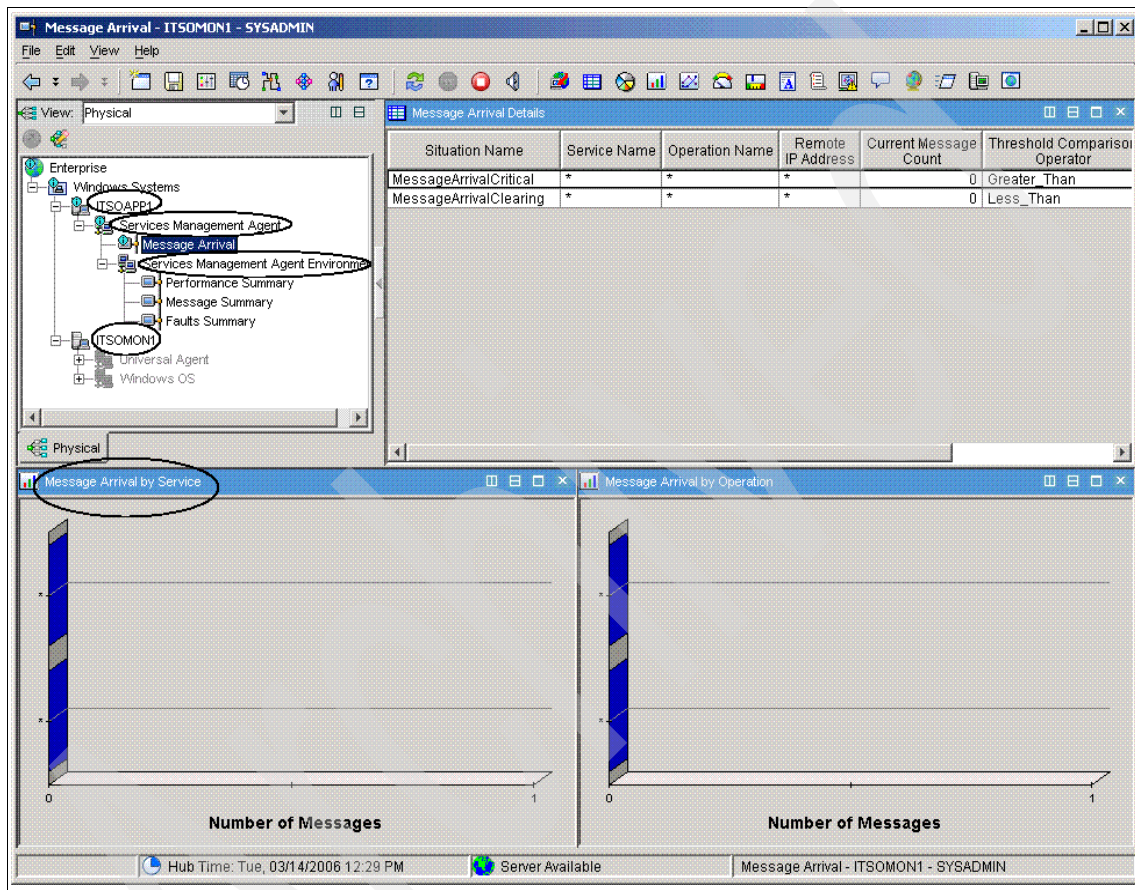 Message Arrival - ITSOMON1 - SYSADMIN
File Edit View Help
View: Physical
Enterprise
Windows Systems
ITSOAPP1
Services Management Agent
Message Arrival
Services Management Agent Environme
Performance Summary
Message Summary
Faults Summary
ITSOMON1
Universal Agent
Windows OS
Physical
Message Arrival Details
Situation Name Service Name Operation Name Remote IP Address Current Message Count Threshold Comparison Operator
MessageArrivalCritical * * * 0 Greater_Than
MessageArrivalClearing * * * 0 Less_Than
Message Arrival by Service
*
*
0 1
Number of Messages
Message Arrival by Operation
*
*
0 1
Number of Messages
Hub Time: Tue, 03/14/2006 12:29 PM Server Available Message Arrival - ITSOMON1 - SYSADMIN